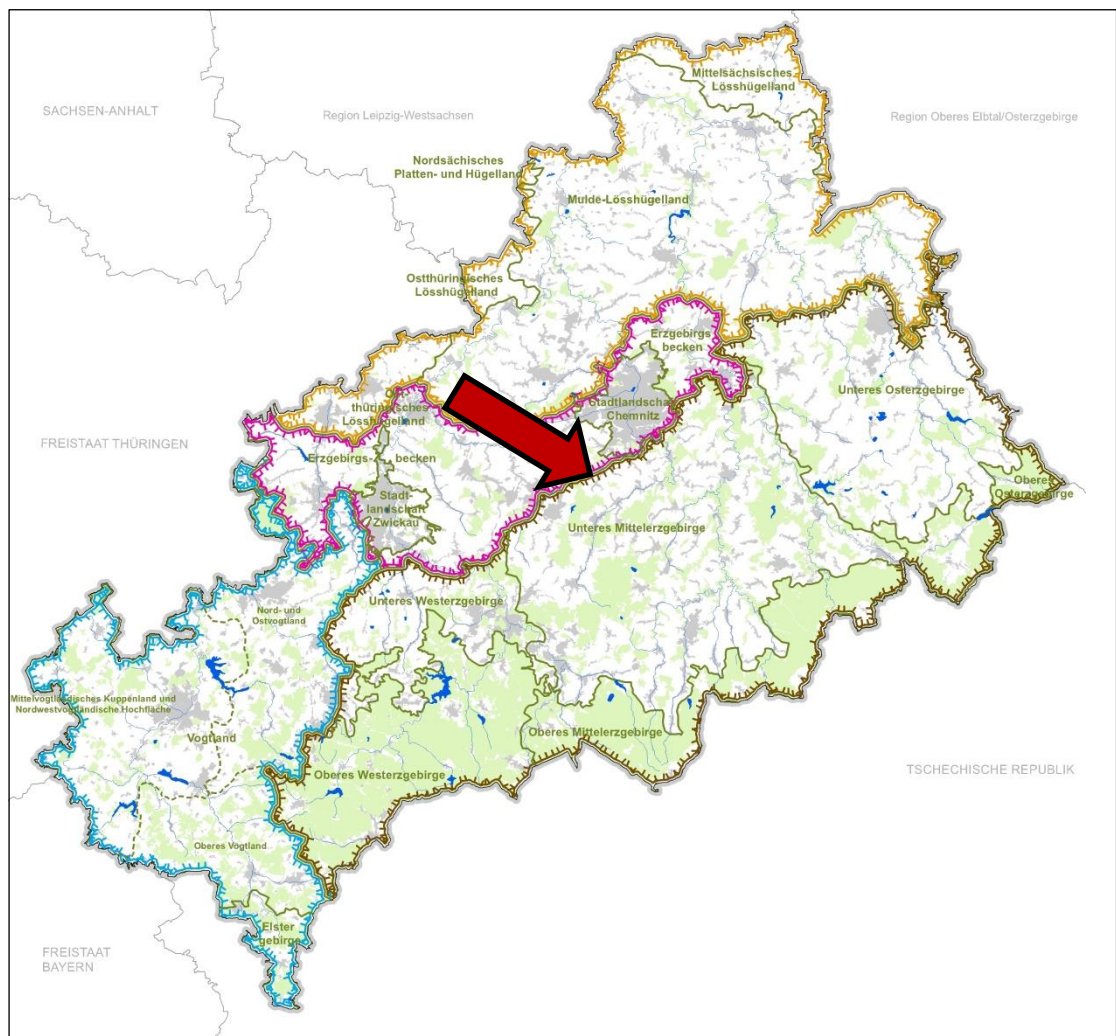 Mittelsächsisches
Lösshügelland
SACHSEN-ANHALT
Region Leipzig-Westsachsen
Region Oberes Elbtal/Osterzgebirge
Nordsächisches
Platten- und Hügelland
Mulde-Lösshügelland
Ostthüringisches
Lösshügelland
Erzgebirgs
becken
Unteres Osterzgebirge
thüringisches
Lösshügelland
Stadtlandschaft
Chemnitz
FREISTAAT THÜRINGEN
Erzgebirgs-
becken
Oberes
Osterzgebirge
Stadt-
landschaft
Zwickau
Unteres Mittelerzgebirge
Unteres Westerzgebirge
Nord- und
Ostvogtland
Mittelvogtländisches Kuppenland und
Nordwestvogtländische Hochfläche
Vogtland
Oberes Mittelerzgebirge
Oberes Westerzgebirge
TSCHECHISCHE REPUBLIK
Oberes Vogtland
Elster
gebirge
FREISTAAT
BAYERN